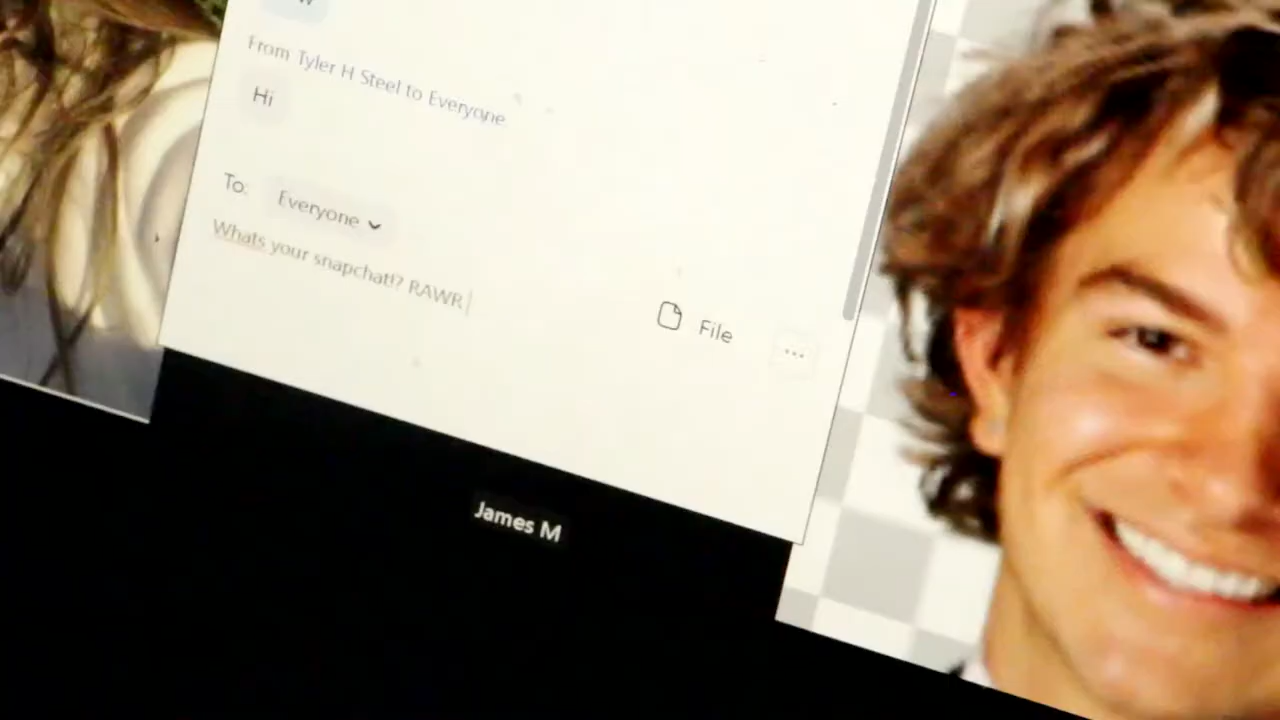 From Tyler H Steel to Everyone
Hi
To: Everyone
Whats your snapchat!? RAWR
File
James M